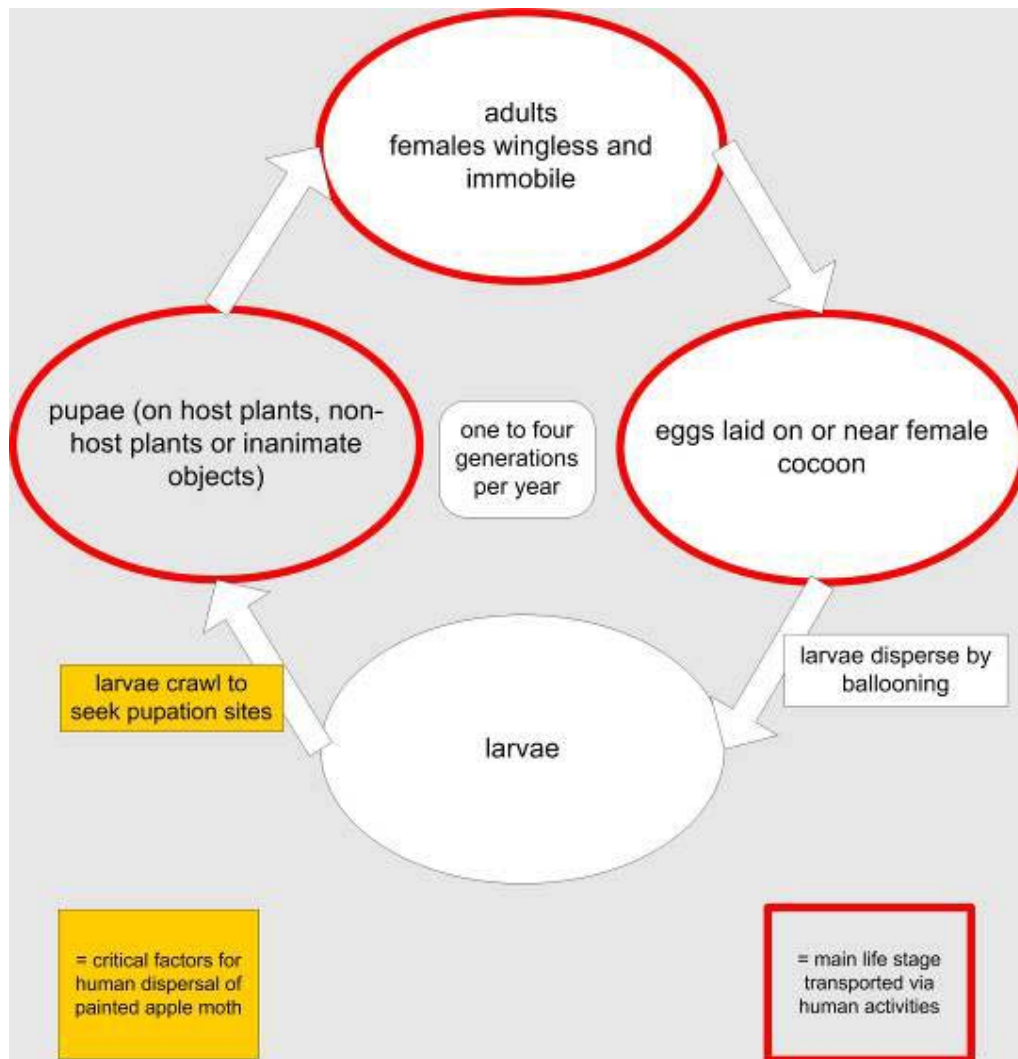 adults
females wingless and
immobile
pupae (on host plants, non-
host plants or inanimate
objects)
one to four
generations
per year
eggs laid on or near female
cocoon
larvae crawl to
seek pupation sites
larvae
larvae disperse by
ballooning
= critical factors for
human dispersal of
painted apple moth
= main life stage
transported via
human activities